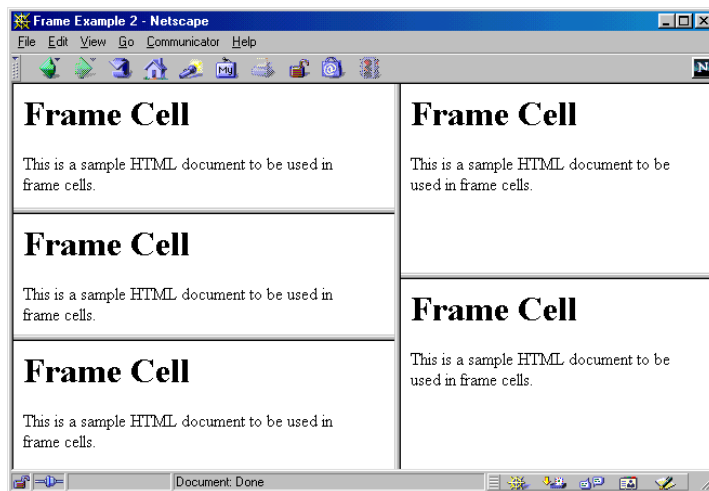 Frame Example 2 - Netscape
File Edit View Go Communicator Help
My
N
Frame Cell
This is a sample HTML document to be used in
frame cells.
Frame Cell
This is a sample HTML document to be used in
frame cells.
Frame Cell
This is a sample HTML document to be used in
frame cells.
Frame Cell
This is a sample HTML document to be
used in frame cells.
Frame Cell
This is a sample HTML document to be
used in frame cells.
Document: Done